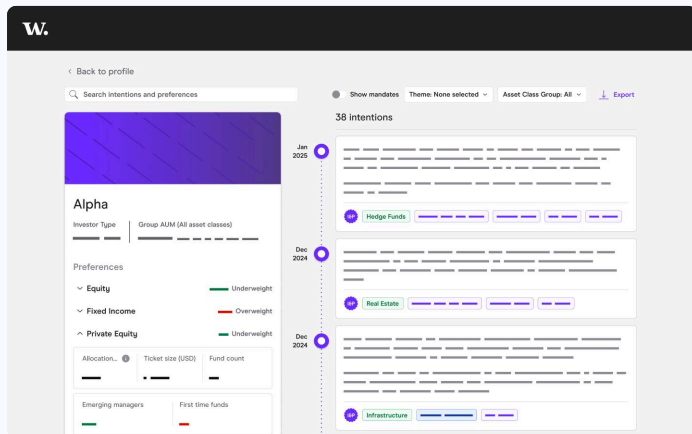 W.
Back to profile
Search intentions and preferences
Show mandates
Theme: None selected
Asset Class Group: All
Export
38 intentions
Alpha
Investor Type
Group AUM (All asset classes)
Preferences
Equity
Underweight
Fixed Income
Overweight
Private Equity
Underweight
Allocation...
Ticket size (USD)
Fund count
Emerging managers
First time funds
Jan
2025
Hedge Funds
Dec
2024
Real Estate
Dec
2024
Infrastructure